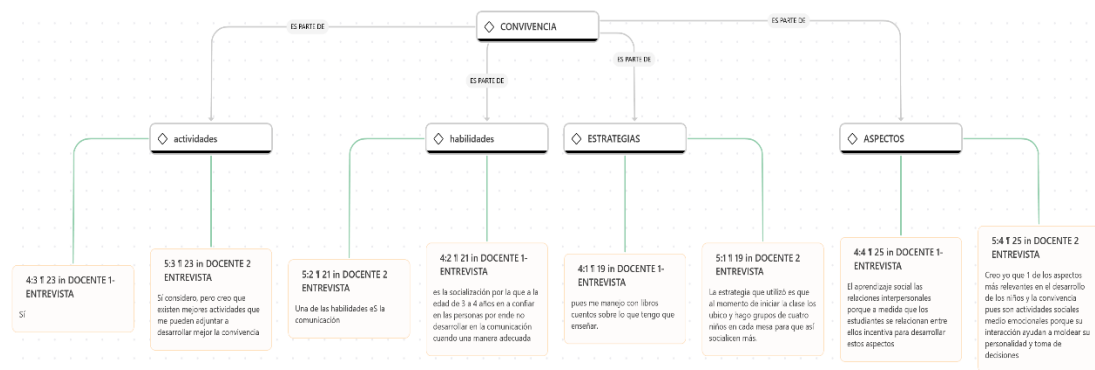 CONVIVENCIA
ES PARTE DE
ES PARTE DE
ES PARTE DE
ES PARTE DE
actividades
habilidades
ESTRATEGIAS
ASPECTOS
4:3 ¶ 23 in DOCENTE 1-
ENTREVISTA
Sí
5:3 ¶ 23 in DOCENTE 2
ENTREVISTA
Sí considero, pero creo que
existen mejores actividades que
me pueden adjuntar a
desarrollar mejor la convivencia
5:2 ¶ 21 in DOCENTE 2
ENTREVISTA
Una de las habilidades eS la
comunicación
4:2 ¶ 21 in DOCENTE 1-
ENTREVISTA
es la socialización por la que a la
edad de 3 a 4 años en a confiar
en las personas por ende no
desarrollar en la comunicación
cuando una manera adecuada
4:1 ¶ 19 in DOCENTE 1-
ENTREVISTA
pues me manejo con libros
cuentos sobre lo que tengo que
enseñar.
5:1 ¶ 19 in DOCENTE 2
ENTREVISTA
La estrategia que utilizó es que
al momento de iniciar la clase los
ubico y hago grupos de cuatro
niños en cada mesa para que así
socialicen más.
4:4 ¶ 25 in DOCENTE 1-
ENTREVISTA
El aprendizaje social las
relaciones interpersonales
porque a medida que los
estudiantes se relacionan entre
ellos incentiva para desarrollar
estos aspectos
5:4 ¶ 25 in DOCENTE 2
ENTREVISTA
Creo yo que 1 de los aspectos
más relevantes en el desarrollo
de los niños y la convivencia
pues son actividades sociales
medio emocionales porque su
interacción ayudan a moldear su
personalidad y toma de
decisiones